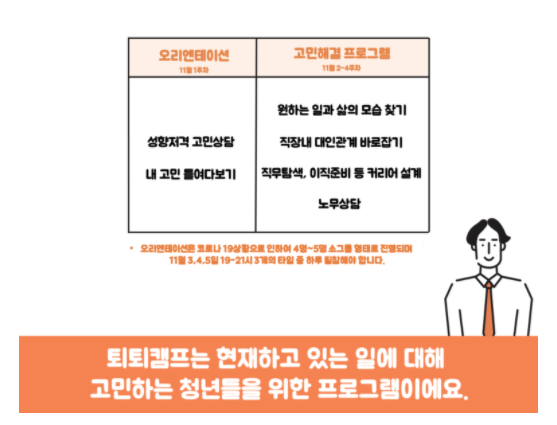 오리엔테이션
11월 1주차
고민해결 프로그램
11월 2~4주차
성향저격 고민상담
내 고민 들여다보기
원하는 일과 삶의 모습 찾기
직장내 대인관계 바로잡기
직무탐색, 이직준비 등 커리어 설계
노무상담
• 오리엔테이션은 코로나 19상황으로 인하여 4명~5명 소그룹 형태로 진행되며
11월 3,4,5일 19~21시 3개의 타임 중 하루 필참해야 합니다.
퇴퇴캠프는 현재하고 있는 일에 대해
고민하는 청년들을 위한 프로그램이에요.